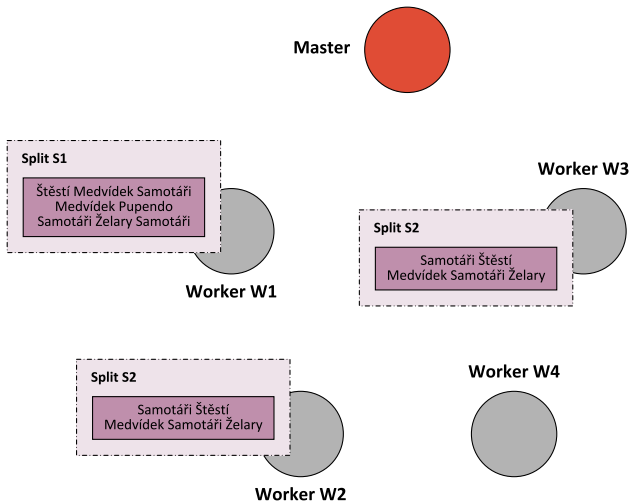 Master
Split S1
Štěstí Medvídek Samotáři
Medvídek Pupendo
Samotáři Želary Samotáři
Worker W1
Worker W3
Split S2
Samotáři Štěstí
Medvídek Samotáři Želary
Split S2
Samotáři Štěstí
Medvídek Samotáři Želary
Worker W2
Worker W4